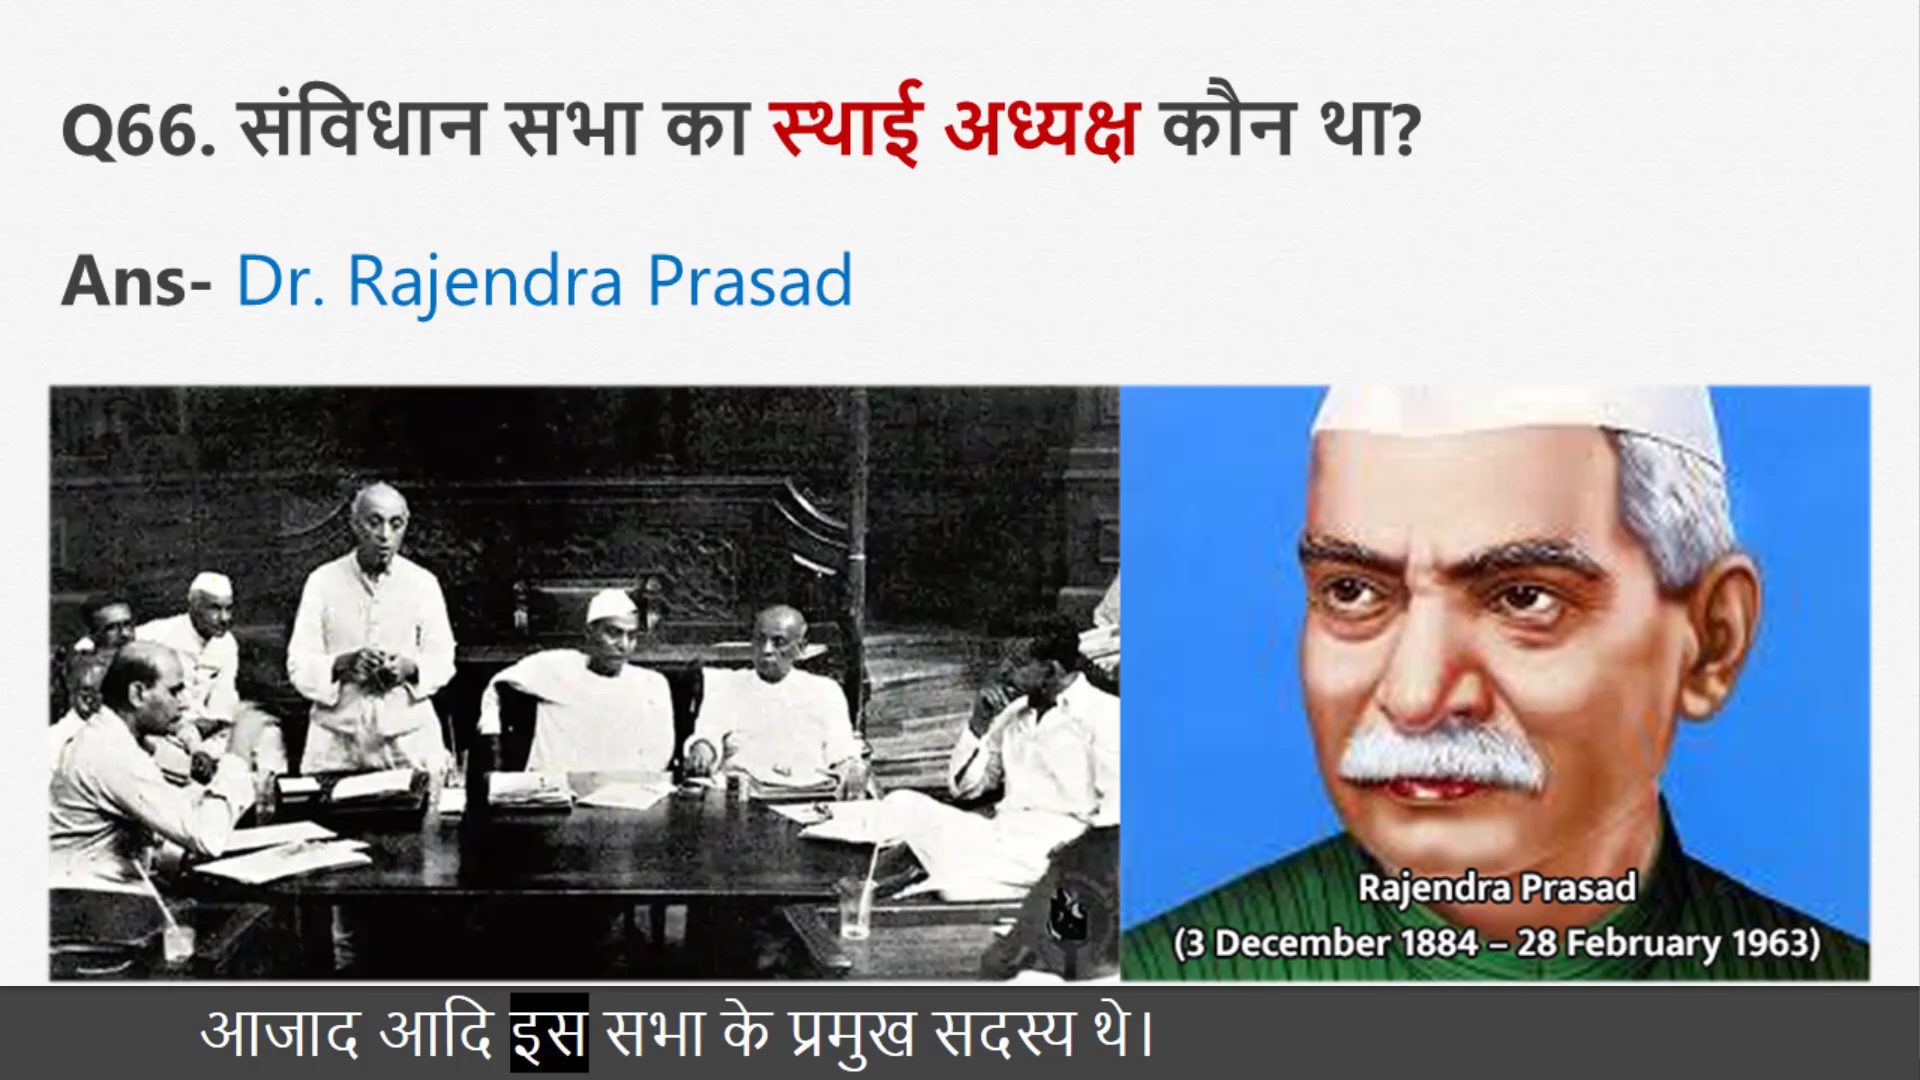 Q66. संविधान सभा का स्थाई अध्यक्ष कौन था?
Ans- Dr. Rajendra Prasad
Rajendra Prasad
(3 December 1884 – 28 February 1963)
आजाद आदि इस सभा के प्रमुख सदस्य थे।